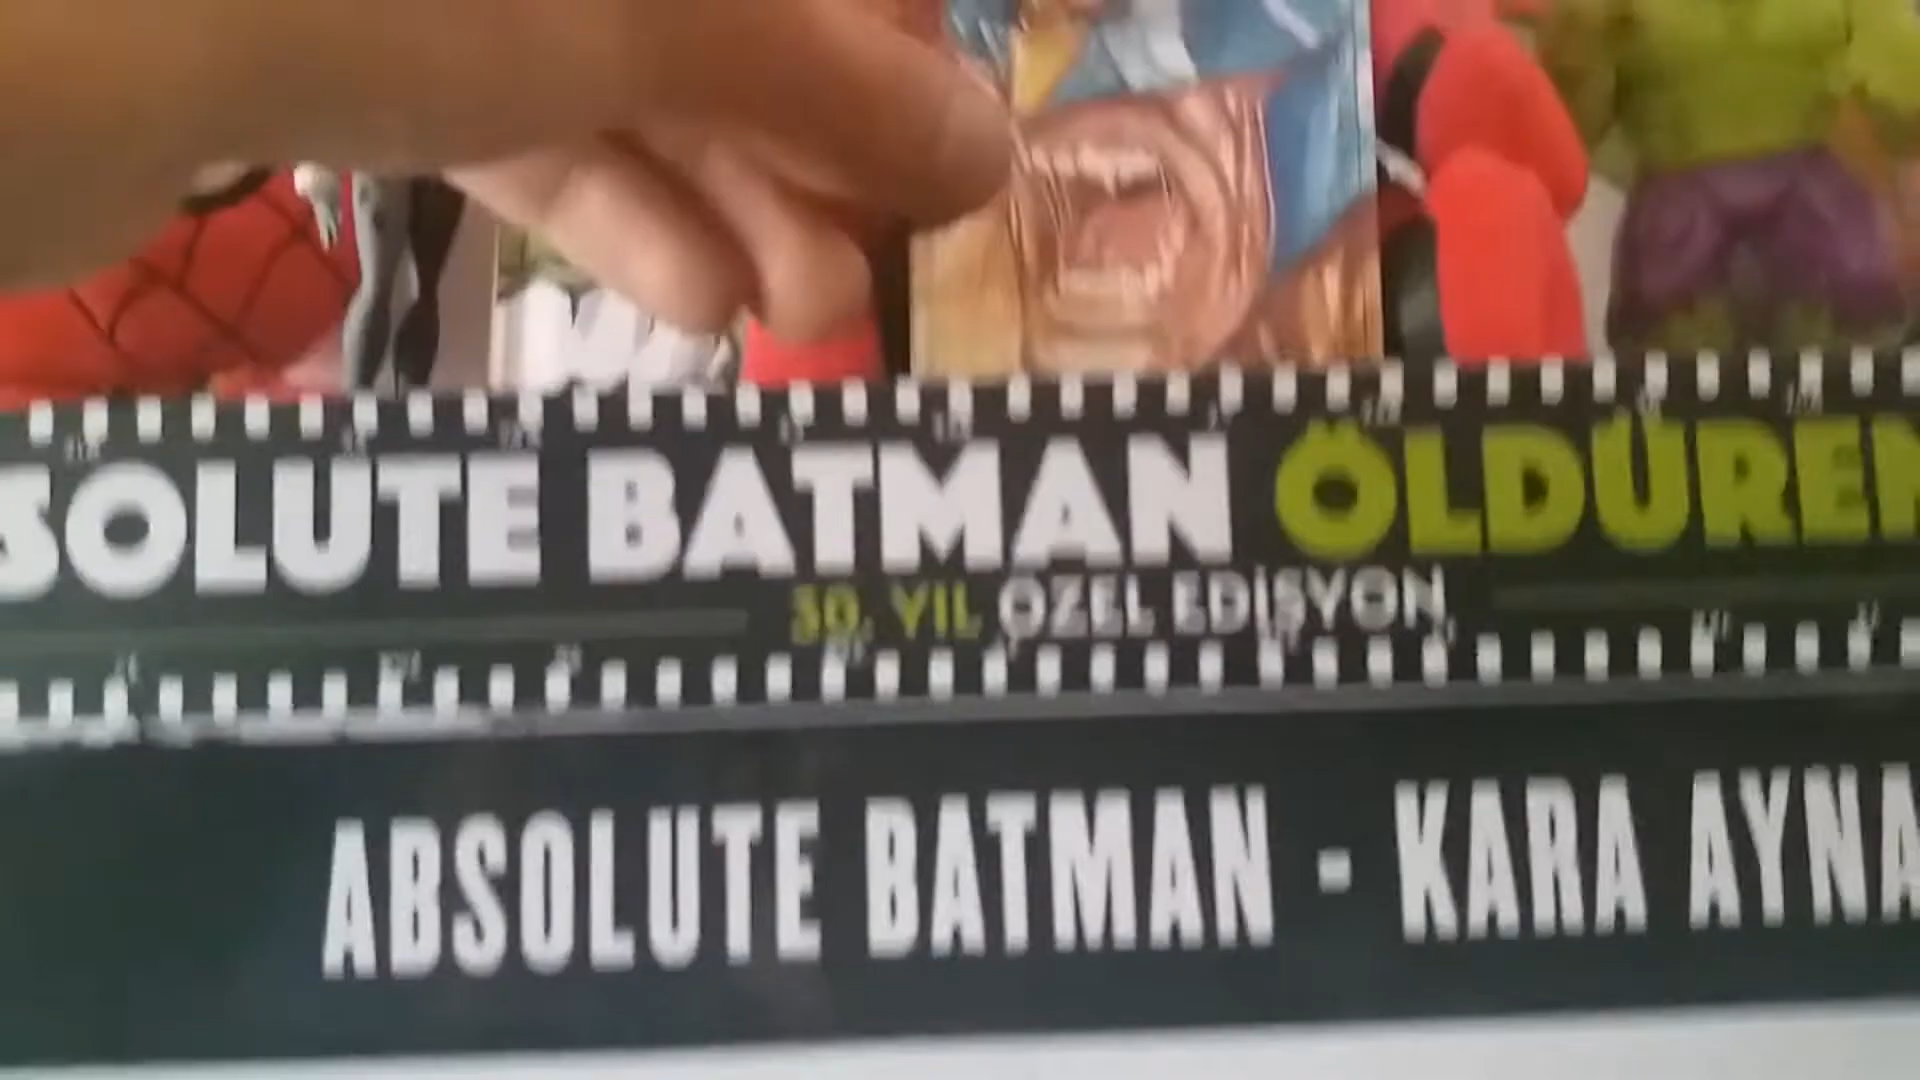 SOLUTE BATMAN ÖLDÜREN
30. YIL ÖZEL EDİSYON
ABSOLUTE BATMAN - KARA AYNA